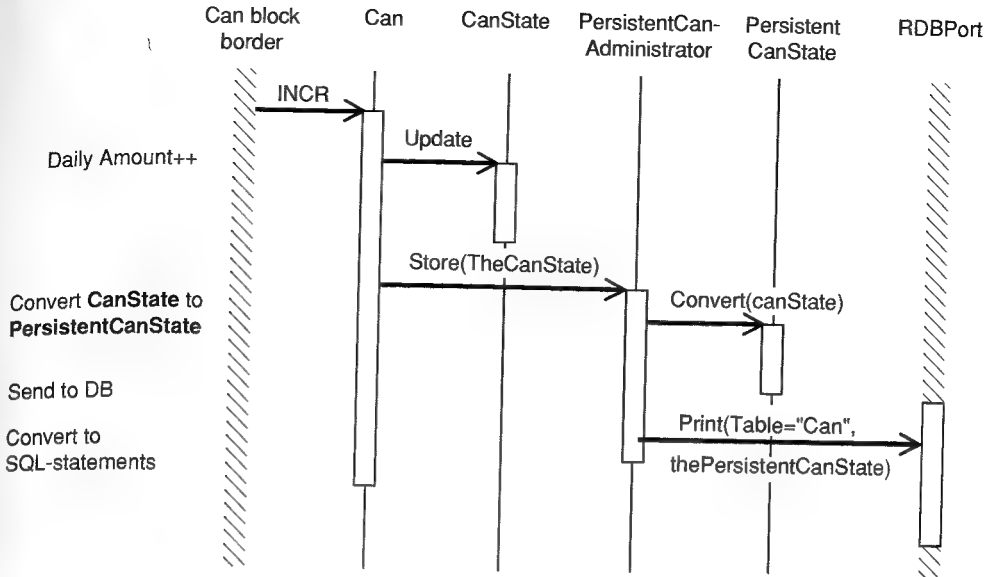 Can block
border
Can
CanState
PersistentCan-
Administrator
Persistent
CanState
RDBPort
INCR
Daily Amount++
Update
Store(TheCanState)
Convert CanState to
PersistentCanState
Convert(canState)
Send to DB
Convert to
SQL-statements
Print(Table="Can",
thePersistentCanState)